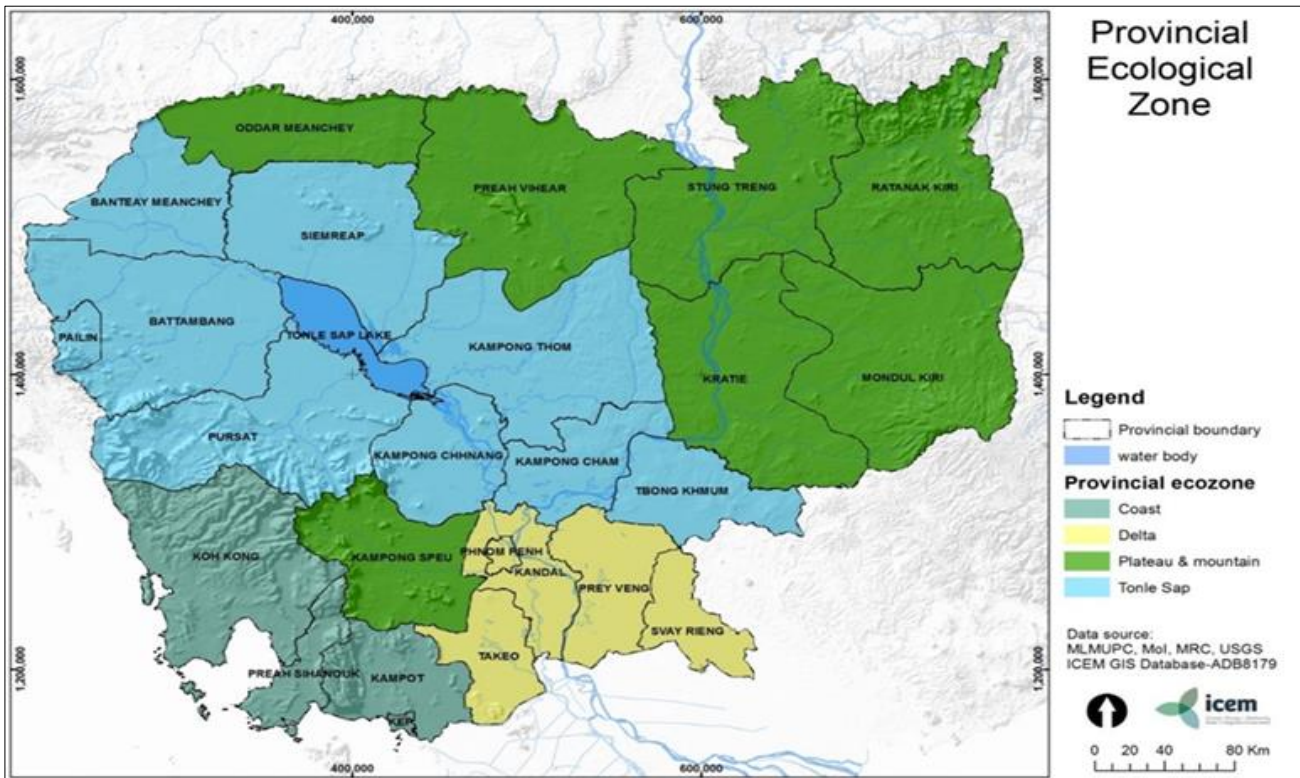 Provincial
Ecological
Zone
400,000
600,000
1,600,000
1,600,000
ODDAR MEANCHEY
PREAH VIHEAR
STUNG TRENG
RATANAK KIRI
BANTEAY MEANCHEY
SIEMREAP
BATTAMBANG
TONLE SAP LAKE
PAILIN
KAMPONG THOM
1,400,000
1,400,000
KRATIE
MONDUL KIRI
PURSAT
KAMPONG CHHNANG
KAMPONG CHAM
TBONG KHMUM
KOH KONG
KAMPONG SPEU
PHNOM PENH
KANDAL
PREY VENG
SVAY RIENG
TAKEO
1,200,000
1,200,000
PREAH SIHANOUK
KAMPOT
KEP
400,000
600,000
Legend
Provincial boundary
water body
Provincial ecozone
Coast
Delta
Plateau & mountain
Tonle Sap
Data source:
MLMUPC, MoI, MRC, USGS
ICEM GIS Database-ADB8179
icem
0 20 40 80 Km